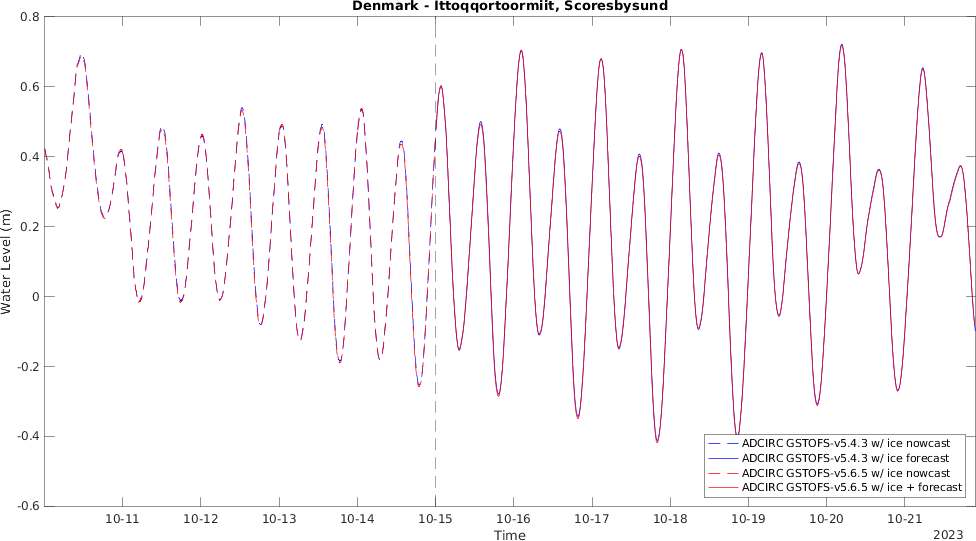 Denmark - Ittoqqortoormiit, Scoresbysund
0.8
0.6
0.4
0.2
0
-0.2
-0.4
-0.6
Water Level (m)
ADCIRC GSTOFS-v5.4.3 w/ ice nowcast
ADCIRC GSTOFS-v5.4.3 w/ ice forecast
ADCIRC GSTOFS-v5.6.5 w/ ice nowcast
ADCIRC GSTOFS-v5.6.5 w/ ice + forecast
10-11
10-12
10-13
10-14
10-15
10-16
10-17
10-18
10-19
10-20
10-21
Time
2023